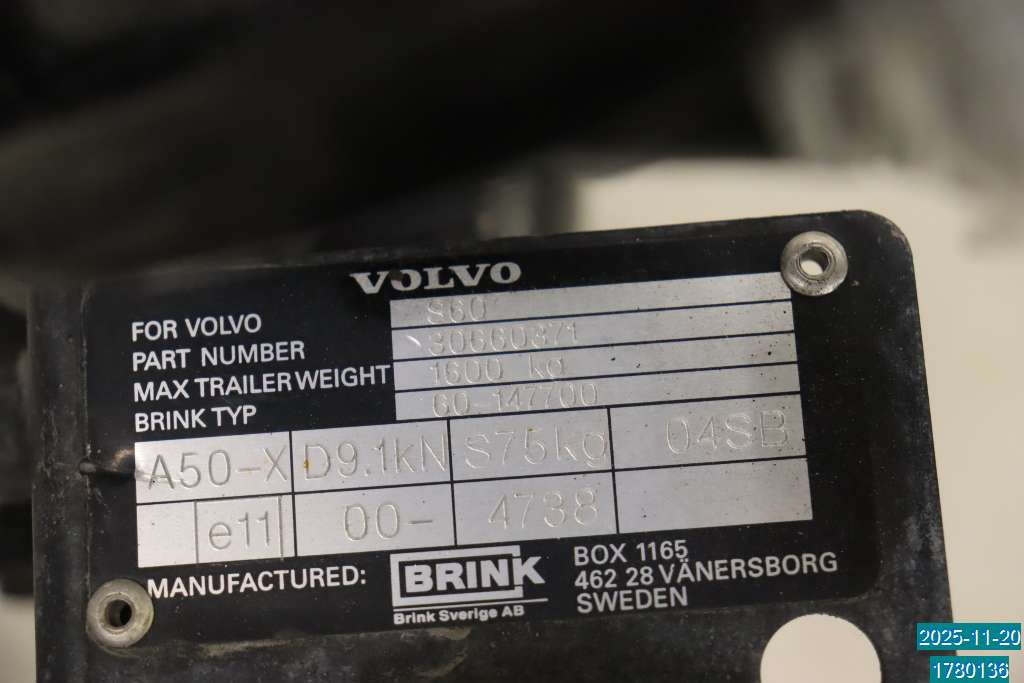 VOLVO
FOR VOLVO S60
PART NUMBER 30660371
MAX TRAILER WEIGHT 1600 kg
BRINK TYP 60-147700
A50-X D9.1kN S75kg 04SB
e11 00- 4738
MANUFACTURED: BRINK
Brink Sverige AB
BOX 1165
462 28 VÄNERSBORG
SWEDEN
2025-11-20
1780136